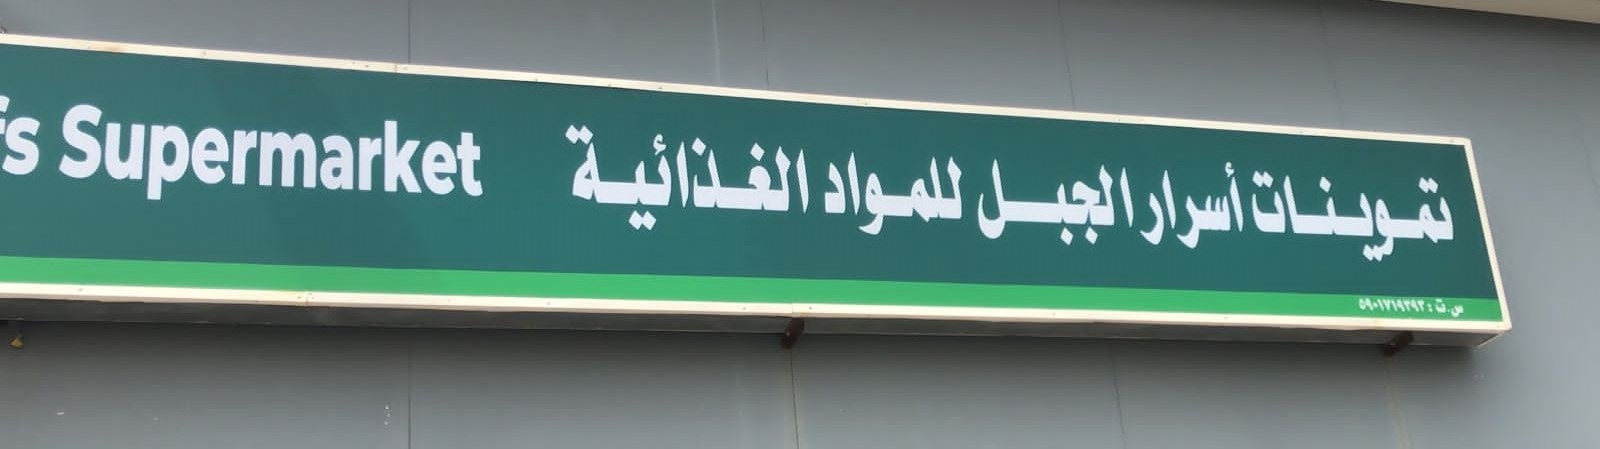 تموينات أسرار الجبل للمواد الغذائية
Supermarket
س.ت : ٥٩٠١٧١٩٢٩٣